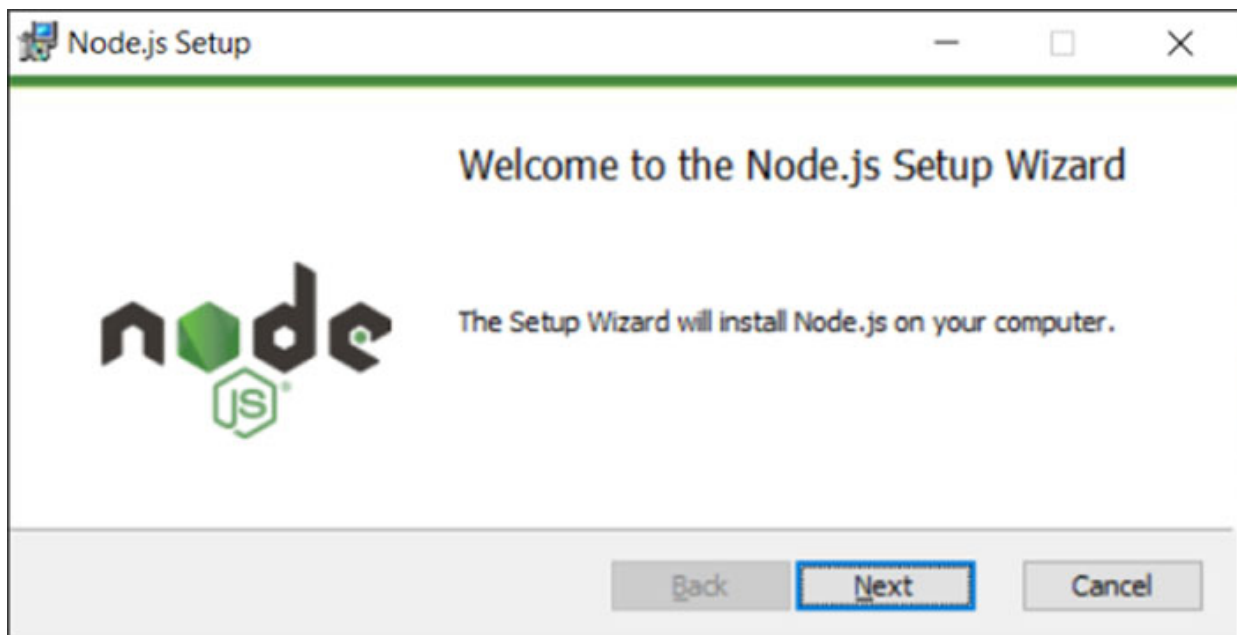 Node.js Setup
Welcome to the Node.js Setup Wizard
The Setup Wizard will install Node.js on your computer.
node
JS®
Back
Next
Cancel